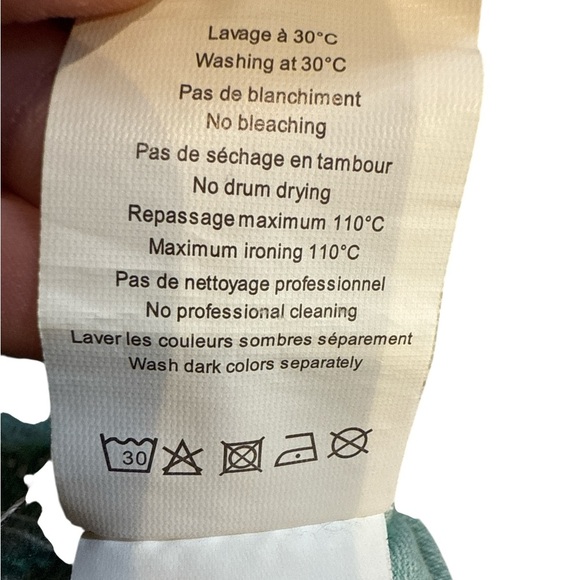 Lavage à 30°C
Washing at 30°C
Pas de blanchiment
No bleaching
Pas de séchage en tambour
No drum drying
Repassage maximum 110°C
Maximum ironing 110°C
Pas de nettoyage professionnel
No professional cleaning
Laver les couleurs sombres séparement
Wash dark colors separately
30